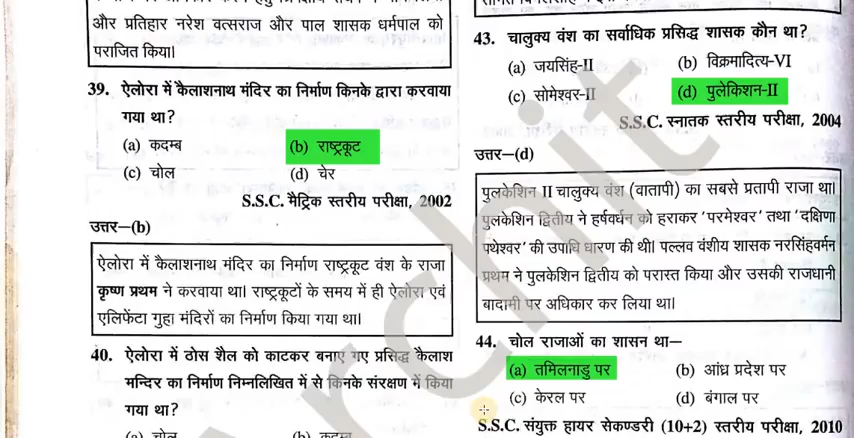 और प्रतिहार नरेश वत्सराज और पाल शासक धर्मपाल को
पराजित किया।
39. ऐलोरा में कैलाशनाथ मंदिर का निर्माण किनके द्वारा करवाया
गया था?
(a) कदम्ब (b) राष्ट्रकूट
(c) चोल (d) चेर
S.S.C. मैट्रिक स्तरीय परीक्षा, 2002
उत्तर—(b)
ऐलोरा में कैलाशनाथ मंदिर का निर्माण राष्ट्रकूट वंश के राजा
कृष्ण प्रथम ने करवाया था। राष्ट्रकूटों के समय में ही ऐलोरा एवं
एलिफेंटा गुहा मंदिरों का निर्माण किया गया था।
40. ऐलोरा में ठोस शैल को काटकर बनाए गए प्रसिद्ध कैलाश
मन्दिर का निर्माण निम्नलिखित में से किनके संरक्षण में किया
गया था?
(a) चोल (b) कदम्ब
43. चालुक्य वंश का सर्वाधिक प्रसिद्ध शासक कौन था?
(a) जयसिंह-II (b) विक्रमादित्य-VI
(c) सोमेश्वर-II (d) पुलेकिशन-II
S.S.C. स्नातक स्तरीय परीक्षा, 2004
उत्तर—(d)
पुलकेशिन II चालुक्य वंश (वातापी) का सबसे प्रतापी राजा था।
पुलकेशिन द्वितीय ने हर्षवर्धन को हराकर 'परमेश्वर' तथा 'दक्षिणा
पथेश्वर' की उपाधि धारण की थी। पल्लव वंशीय शासक नरसिंहवर्मन
प्रथम ने पुलकेशिन द्वितीय को परास्त किया और उसकी राजधानी
बादामी पर अधिकार कर लिया था।
44. चोल राजाओं का शासन था—
(a) तमिलनाडु पर (b) आंध्र प्रदेश पर
(c) केरल पर (d) बंगाल पर
S.S.C. संयुक्त हायर सेकण्डरी (10+2) स्तरीय परीक्षा, 2010
Archit